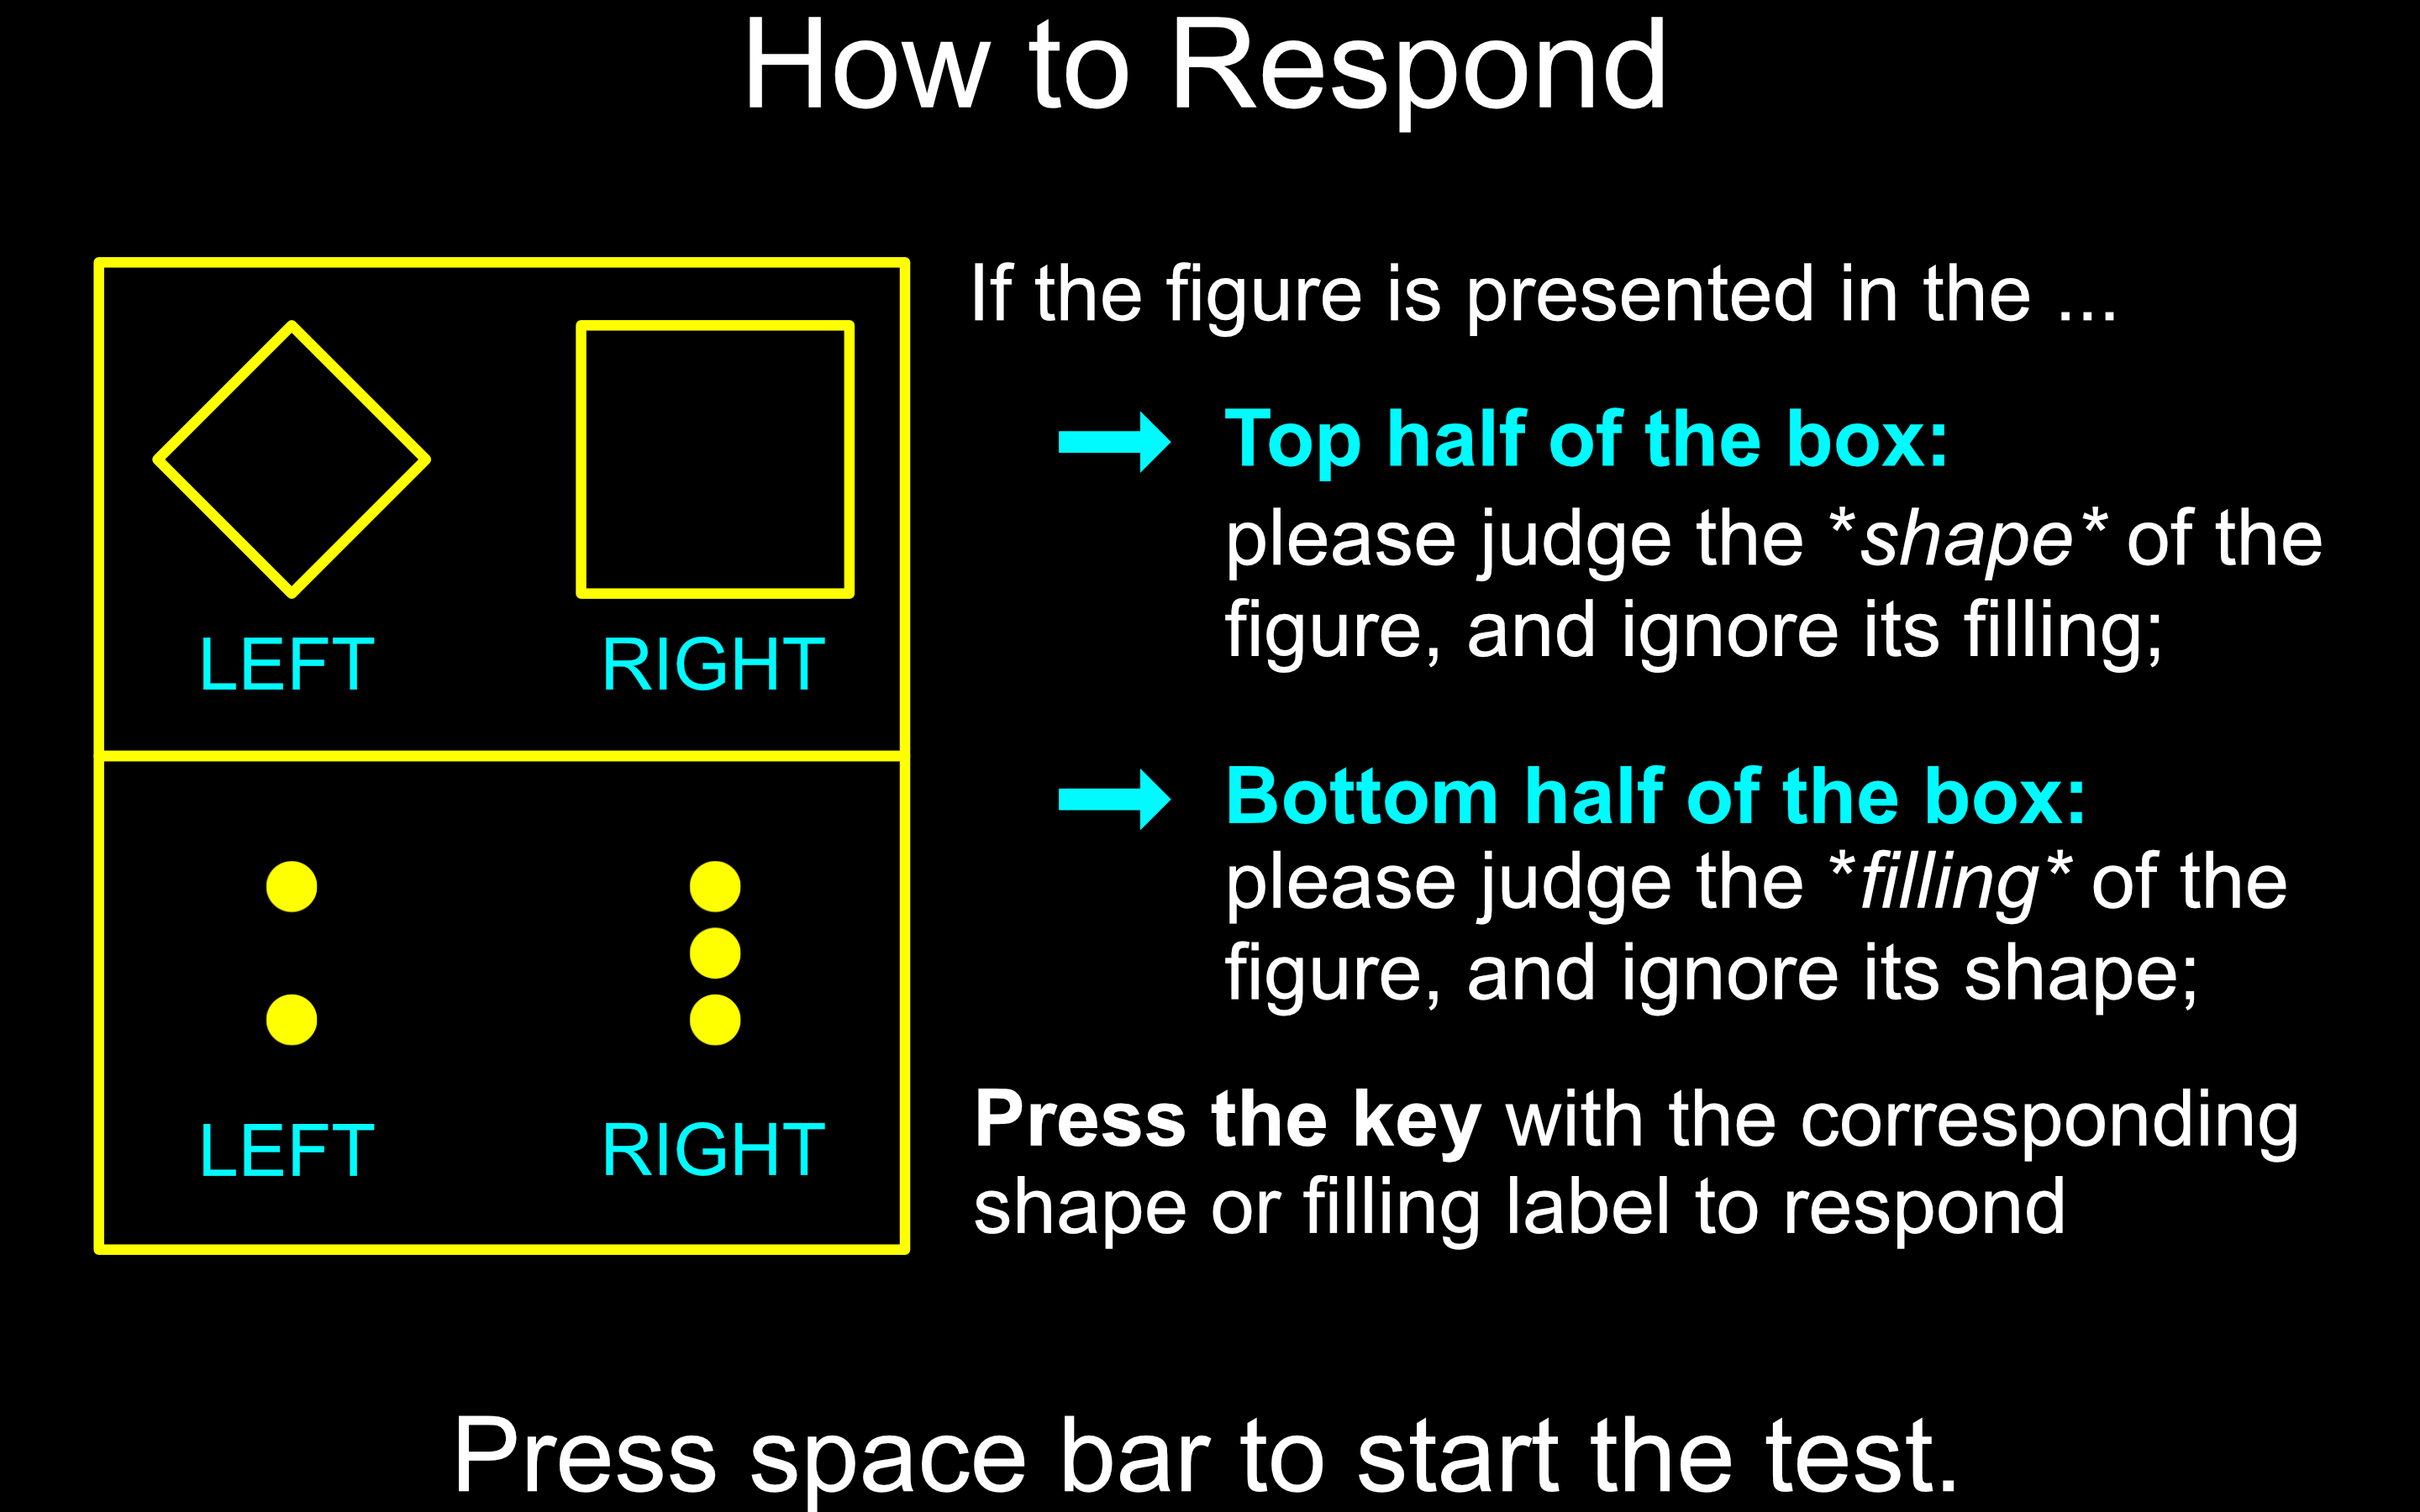 How to Respond
LEFT
RIGHT
LEFT
RIGHT
If the figure is presented in the ...
Top half of the box:
please judge the *shape* of the
figure, and ignore its filling;
Bottom half of the box:
please judge the *filling* of the
figure, and ignore its shape;
Press the key with the corresponding
shape or filling label to respond
Press space bar to start the test.